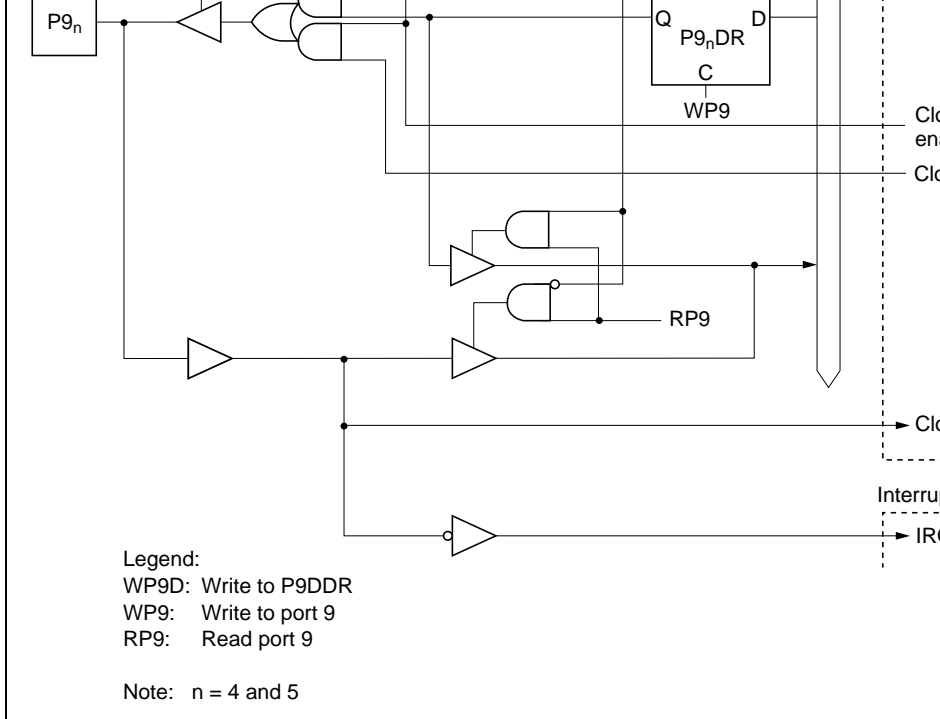 P9n
Q D
P9nDR
C
WP9
RP9
Legend:
WP9D: Write to P9DDR
WP9: Write to port 9
RP9: Read port 9
Note: n = 4 and 5